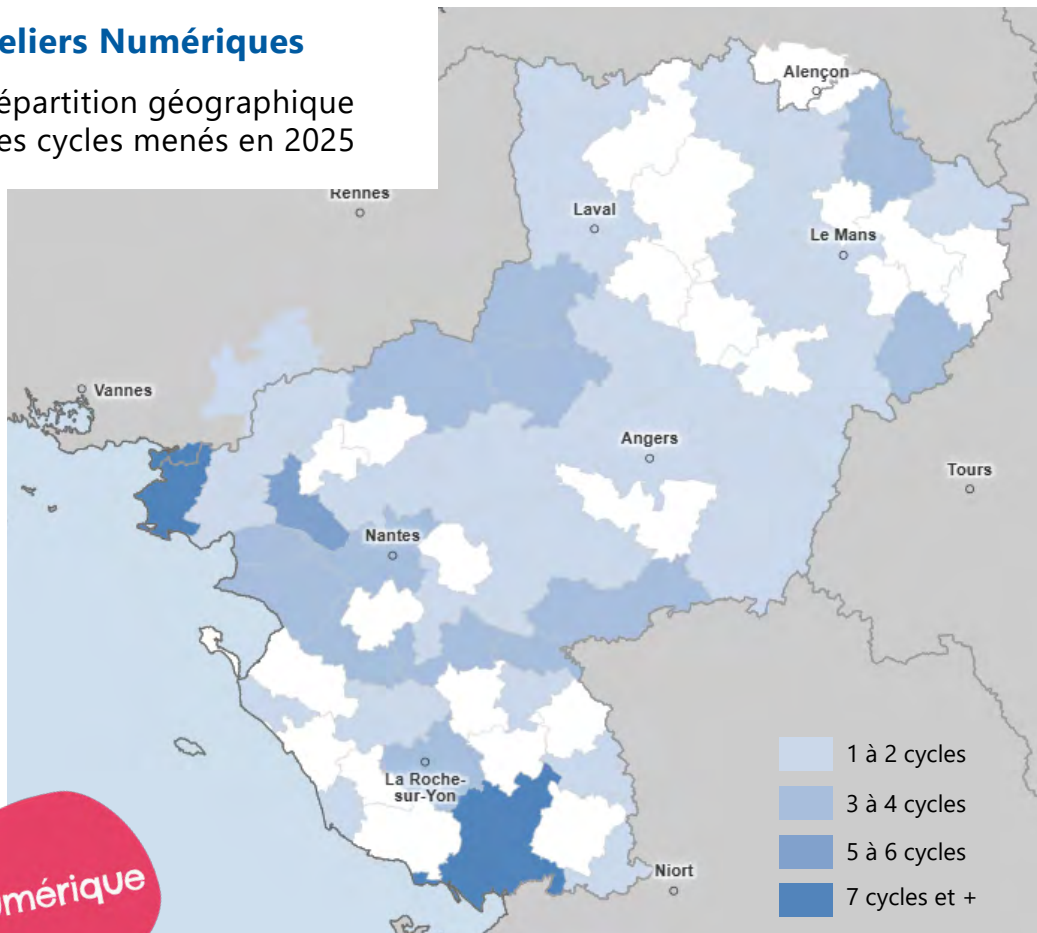 eliers Numériques
épartition géographique
es cycles menés en 2025
Alençon
Rennes
Laval
Le Mans
Vannes
Angers
Tours
Nantes
La Roche-
sur-Yon
Niort
1 à 2 cycles
3 à 4 cycles
5 à 6 cycles
7 cycles et +
mérique